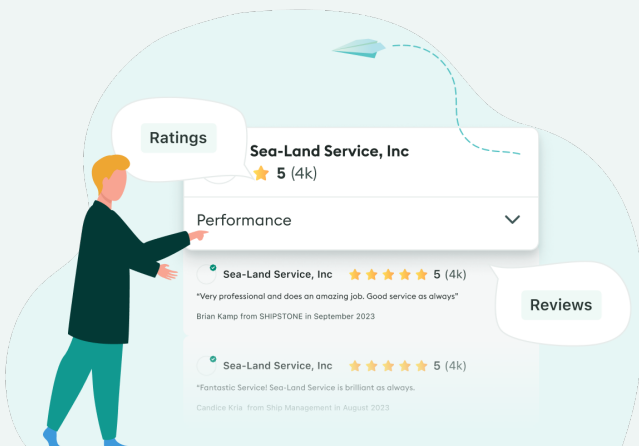 Ratings
Sea-Land Service, Inc
5 (4k)
Performance
Sea-Land Service, Inc 5 (4k)
"Very professional and does an amazing job. Good service as always"
Brian Kamp from SHIPSTONE in September 2023
Reviews
Sea-Land Service, Inc 5 (4k)
"Fantastic Service! Sea-Land Service is brilliant as always.
Candice Kria from Ship Management in August 2023